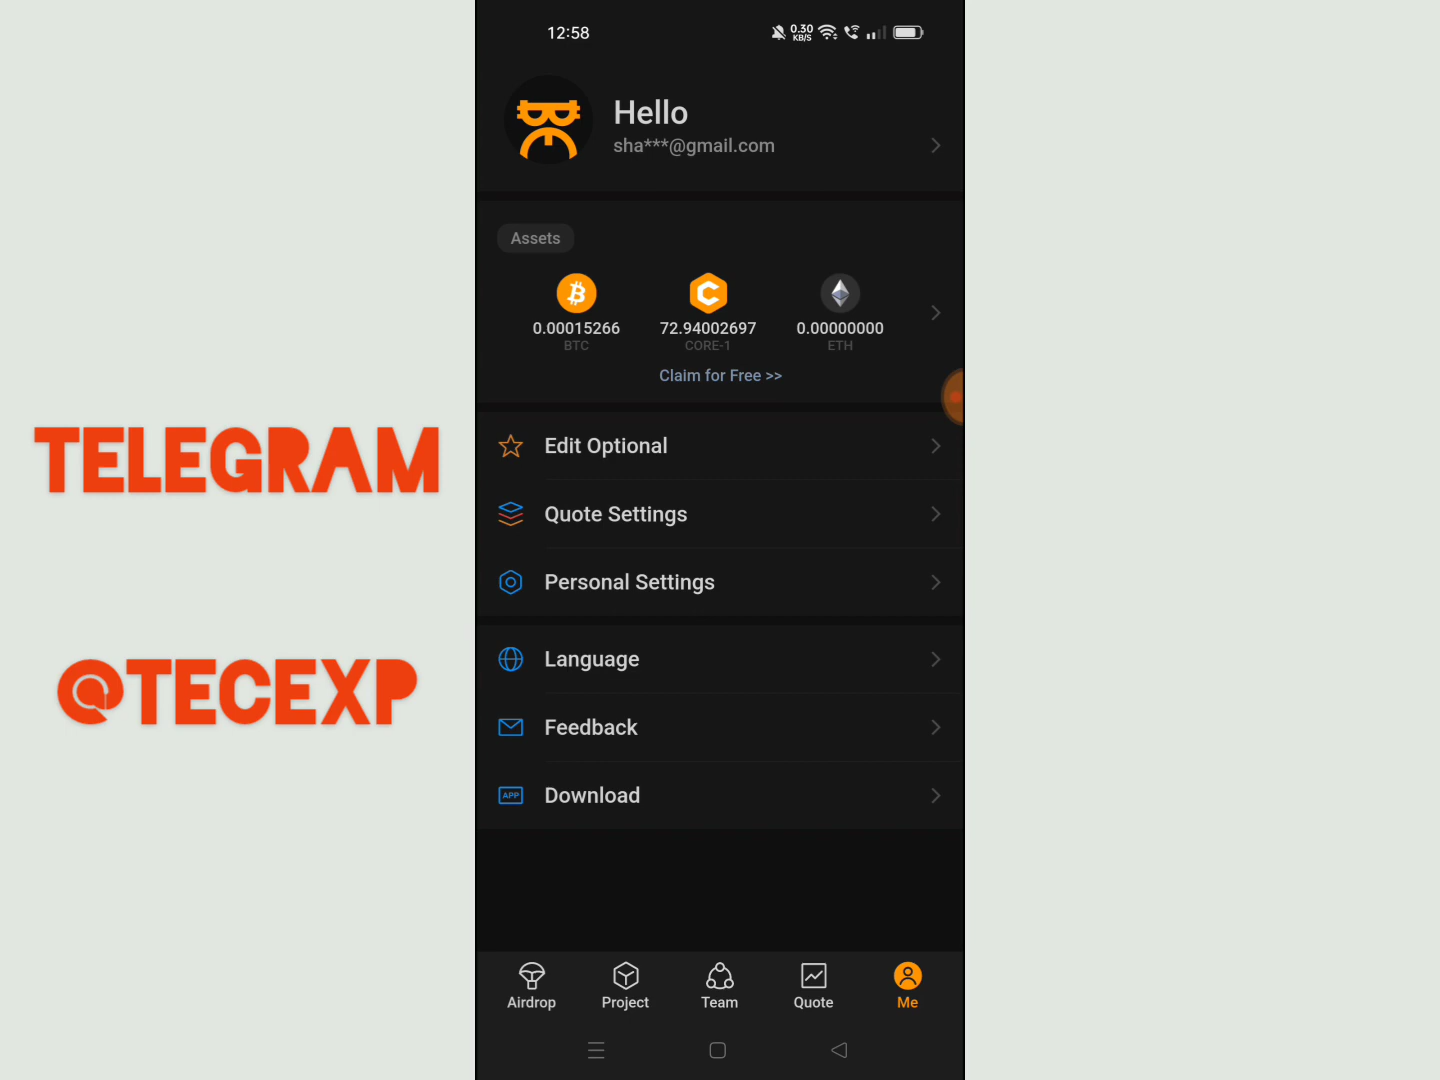 12:58
0.30
KB/S
Hello
sha***@gmail.com
Assets
0.00015266 72.94002697 0.00000000
BTC CORE-1 ETH
Claim for Free >>
Edit Optional
TELEGRAM
Quote Settings
Personal Settings
Language
@TECEXP
Feedback
APP Download
Airdrop Project Team Quote Me